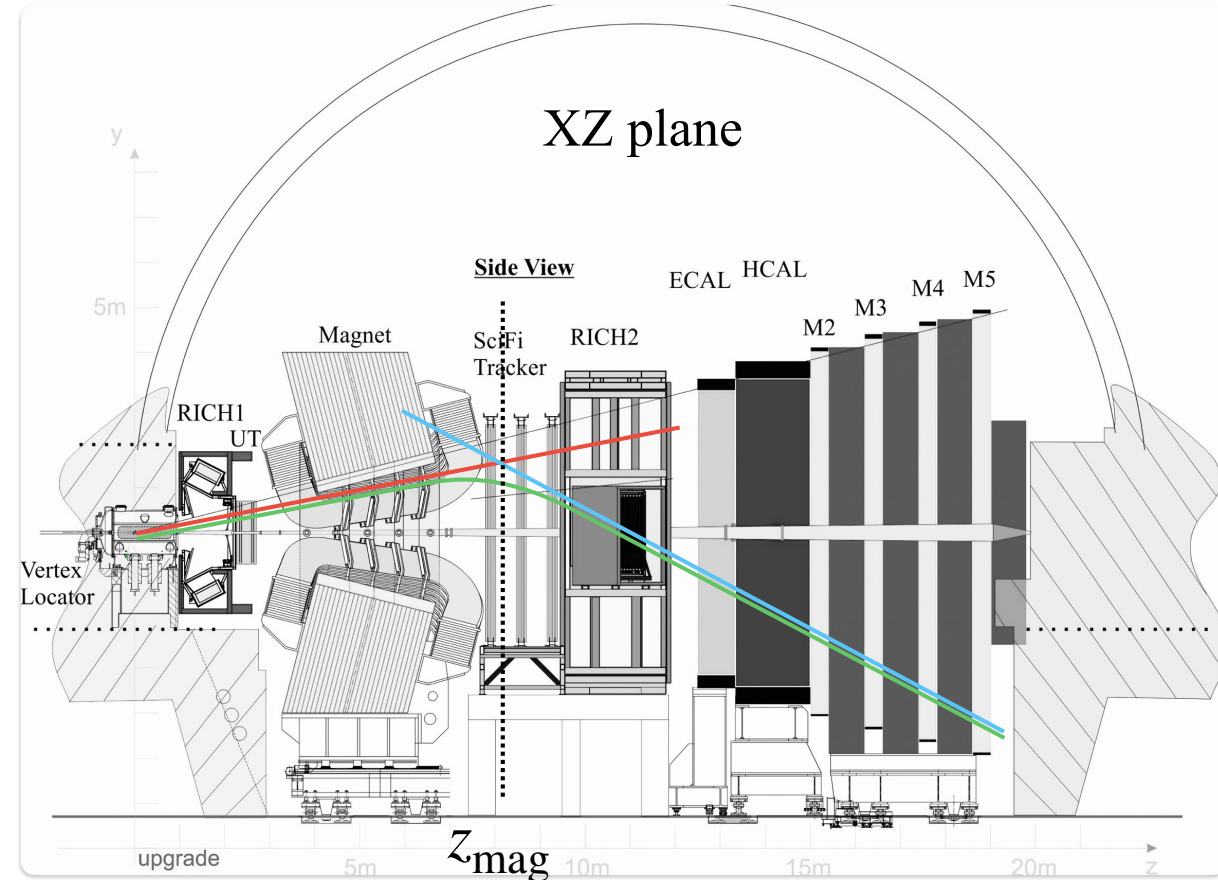 XZ plane
y
Side View
ECAL
HCAL
M5
M4
M3
M2
5m
Magnet
SciFi
Tracker
RICH2
RICH1
UT
Vertex
Locator
upgrade
5m
zmag
10m
15m
20m
z